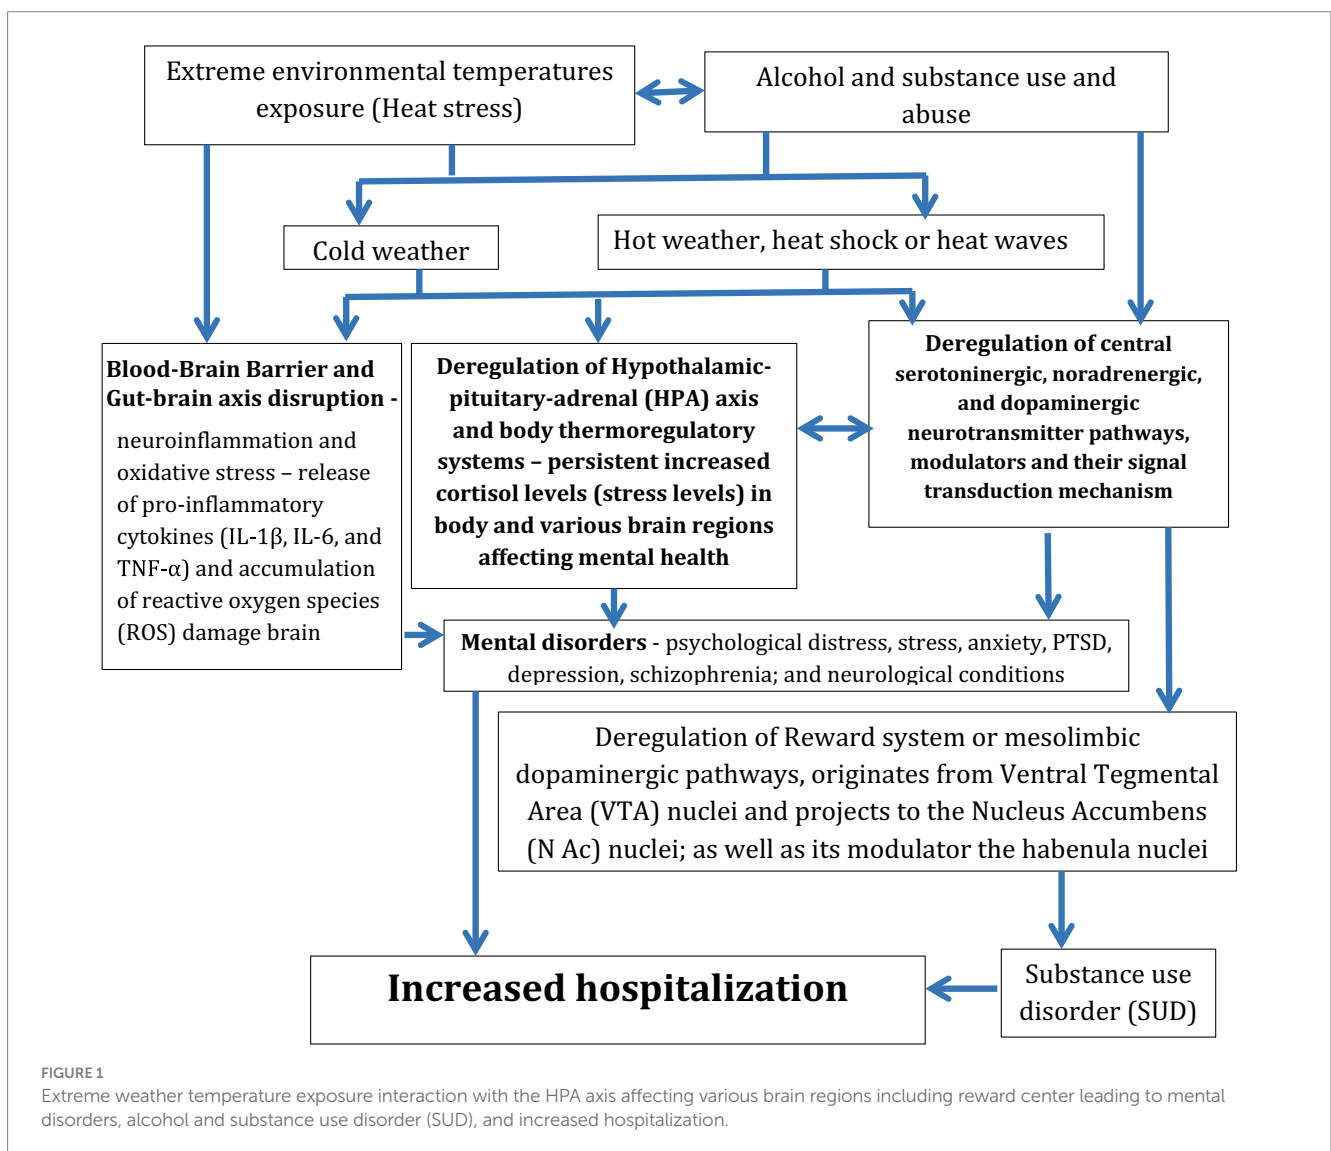 Extreme environmental temperatures
exposure (Heat stress)
Alcohol and substance use and
abuse
Cold weather
Hot weather, heat shock or heat waves
Blood-Brain Barrier and
Gut-brain axis disruption -
neuroinflammation and
oxidative stress – release
of pro-inflammatory
cytokines (IL-1β, IL-6, and
TNF-α) and accumulation
of reactive oxygen species
(ROS) damage brain
Deregulation of Hypothalamic-
pituitary-adrenal (HPA) axis
and body thermoregulatory
systems – persistent increased
cortisol levels (stress levels) in
body and various brain regions
affecting mental health
Deregulation of central
serotoninergic, noradrenergic,
and dopaminergic
neurotransmitter pathways,
modulators and their signal
transduction mechanism
Mental disorders - psychological distress, stress, anxiety, PTSD,
depression, schizophrenia; and neurological conditions
Deregulation of Reward system or mesolimbic
dopaminergic pathways, originates from Ventral Tegmental
Area (VTA) nuclei and projects to the Nucleus Accumbens
(N Ac) nuclei; as well as its modulator the habenula nuclei
Increased hospitalization
Substance use
disorder (SUD)
FIGURE 1
Extreme weather temperature exposure interaction with the HPA axis affecting various brain regions including reward center leading to mental
disorders, alcohol and substance use disorder (SUD), and increased hospitalization.